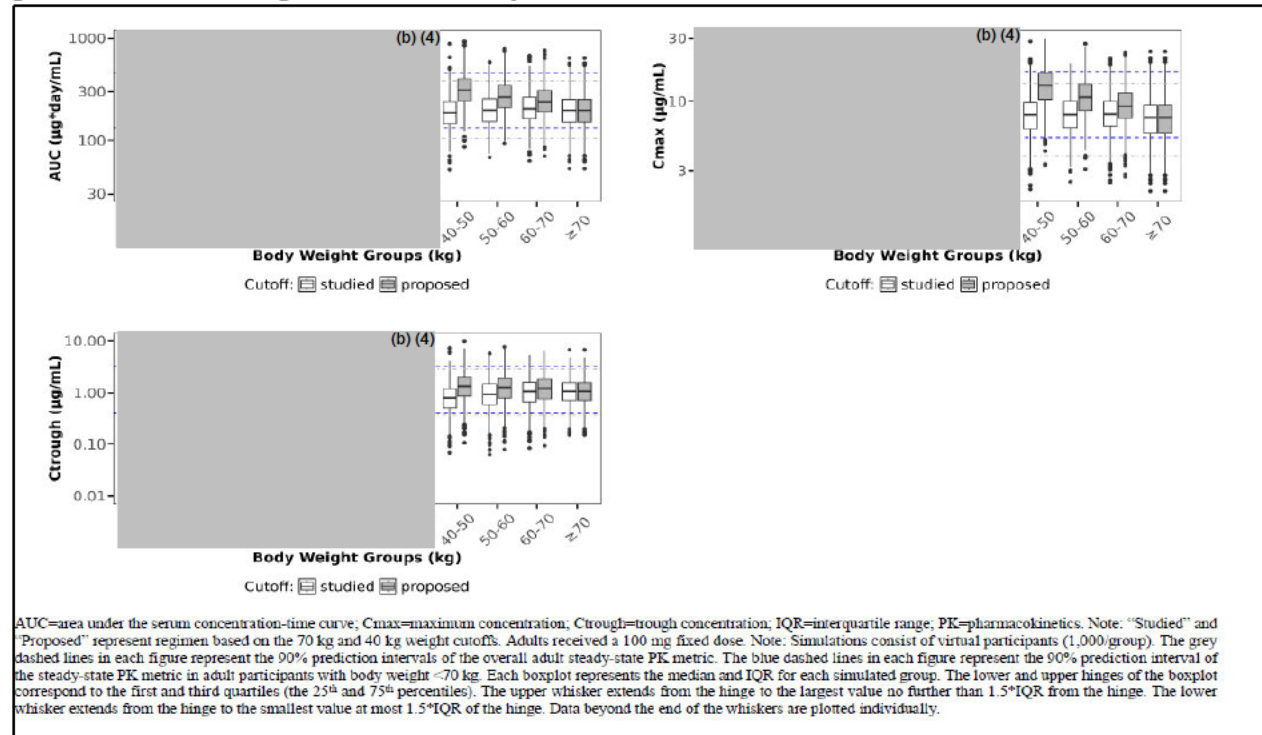 (b) (4)
1000
300
100
30
AUC (µg*day/mL)
40-50
50-60
60-70
≥70
Body Weight Groups (kg)
Cutoff: studied proposed
(b) (4)
30
10
3
Cmax (µg/mL)
40-50
50-60
60-70
≥70
Body Weight Groups (kg)
Cutoff: studied proposed
(b) (4)
10.00
1.00
0.10
0.01
Ctrough (µg/mL)
40-50
50-60
60-70
≥70
Body Weight Groups (kg)
Cutoff: studied proposed
AUC=area under the serum concentration-time curve; Cmax=maximum concentration; Ctrough=trough concentration; IQR=interquartile range; PK=pharmacokinetics. Note: “Studied” and
“Proposed” represent regimen based on the 70 kg and 40 kg weight cutoffs. Adults received a 100 mg fixed dose. Note: Simulations consist of virtual participants (1,000/group). The grey
dashed lines in each figure represent the 90% prediction intervals of the overall adult steady-state PK metric. The blue dashed lines in each figure represent the 90% prediction interval of
the steady-state PK metric in adult participants with body weight <70 kg. Each boxplot represents the median and IQR for each simulated group. The lower and upper hinges of the boxplot
correspond to the first and third quartiles (the 25th and 75th percentiles). The upper whisker extends from the hinge to the largest value no further than 1.5*IQR from the hinge. The lower
whisker extends from the hinge to the smallest value at most 1.5*IQR of the hinge. Data beyond the end of the whiskers are plotted individually.